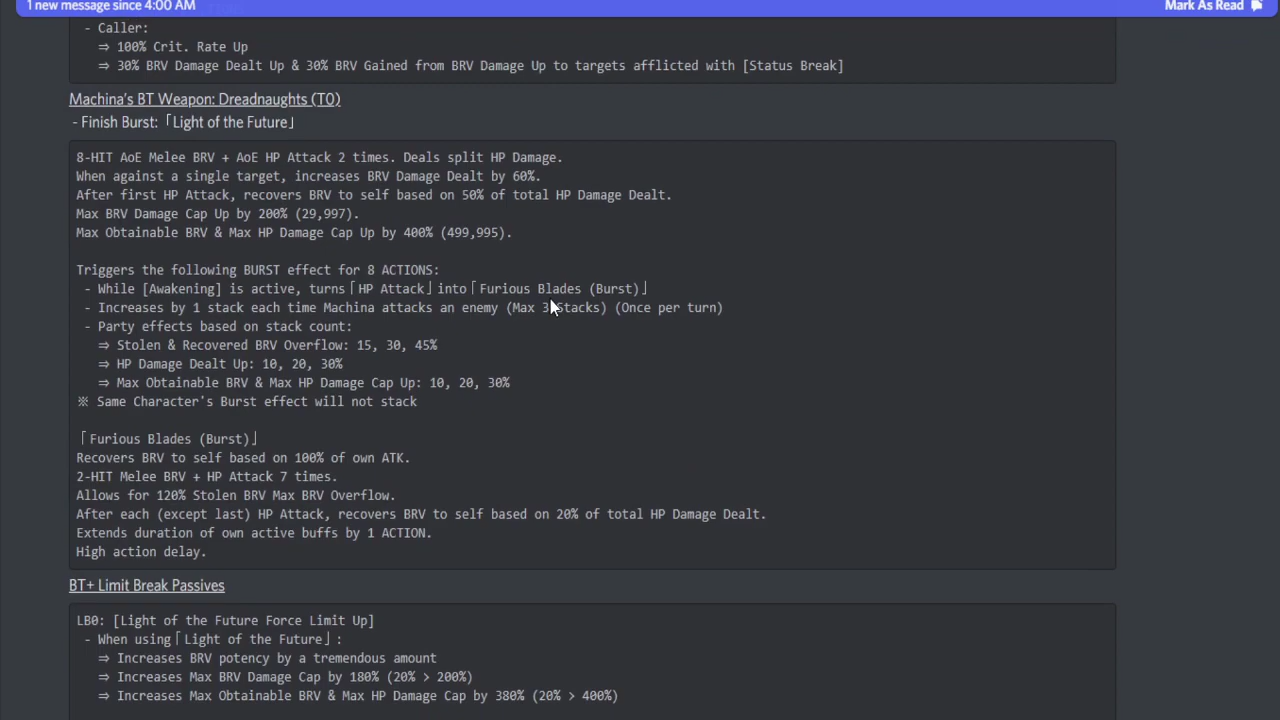 1 new message since 4:00 AM
Mark As Read
- Caller:
⇒ 100% Crit. Rate Up
⇒ 30% BRV Damage Dealt Up & 30% BRV Gained from BRV Damage Up to targets afflicted with [Status Break]
Machina's BT Weapon: Dreadnaughts (T0)
- Finish Burst:「Light of the Future」
8-HIT AoE Melee BRV + AoE HP Attack 2 times. Deals split HP Damage.
When against a single target, increases BRV Damage Dealt by 60%.
After first HP Attack, recovers BRV to self based on 50% of total HP Damage Dealt.
Max BRV Damage Cap Up by 200% (29,997).
Max Obtainable BRV & Max HP Damage Cap Up by 400% (499,995).
Triggers the following BURST effect for 8 ACTIONS:
- While [Awakening] is active, turns「HP Attack」into「Furious Blades (Burst)」
- Increases by 1 stack each time Machina attacks an enemy (Max 3 Stacks) (Once per turn)
- Party effects based on stack count:
⇒ Stolen & Recovered BRV Overflow: 15, 30, 45%
⇒ HP Damage Dealt Up: 10, 20, 30%
⇒ Max Obtainable BRV & Max HP Damage Cap Up: 10, 20, 30%
※ Same Character's Burst effect will not stack
「Furious Blades (Burst)」
Recovers BRV to self based on 100% of own ATK.
2-HIT Melee BRV + HP Attack 7 times.
Allows for 120% Stolen BRV Max BRV Overflow.
After each (except last) HP Attack, recovers BRV to self based on 20% of total HP Damage Dealt.
Extends duration of own active buffs by 1 ACTION.
High action delay.
BT+ Limit Break Passives
LB0: [Light of the Future Force Limit Up]
- When using「Light of the Future」:
⇒ Increases BRV potency by a tremendous amount
⇒ Increases Max BRV Damage Cap by 180% (20% > 200%)
⇒ Increases Max Obtainable BRV & Max HP Damage Cap by 380% (20% > 400%)